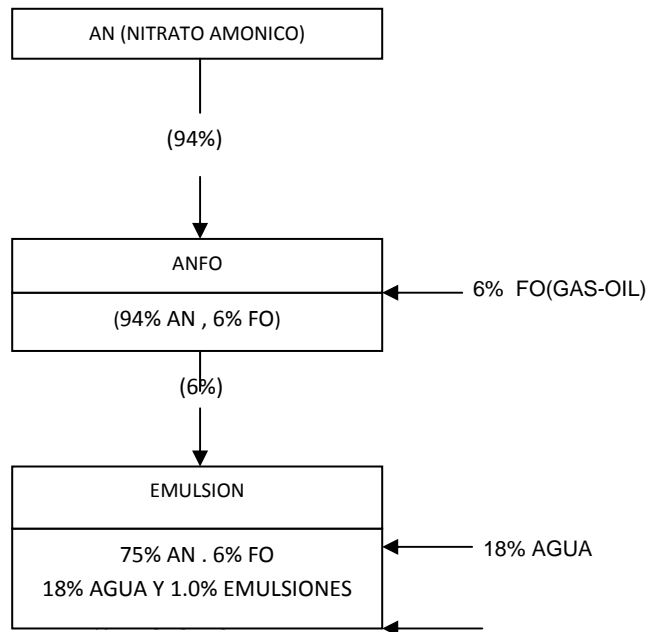 AN (NITRATO AMONICO)
(94%)
ANFO
6% FO(GAS-OIL)
(94% AN , 6% FO)
(6%)
EMULSION
75% AN . 6% FO
18% AGUA
18% AGUA Y 1.0% EMULSIONES